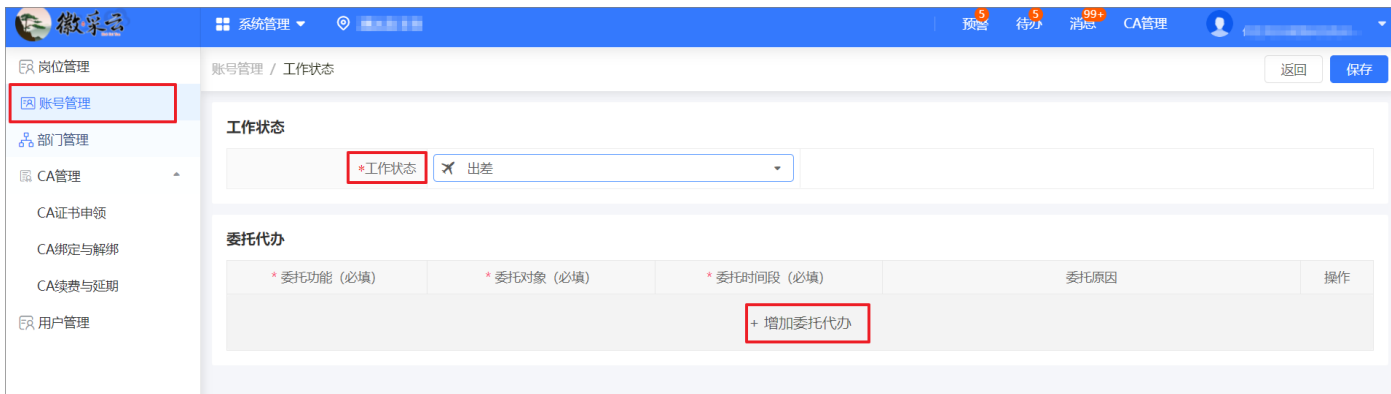 徽采云 系统管理 预警 5 待办 5 消息 99+ CA管理
岗位管理
账号管理
部门管理
CA管理
CA证书申领
CA绑定与解绑
CA续费与延期
用户管理
账号管理 / 工作状态 返回 保存
工作状态
*工作状态 出差
委托代办
* 委托功能（必填） * 委托对象（必填） * 委托时间段（必填） 委托原因 操作
+ 增加委托代办